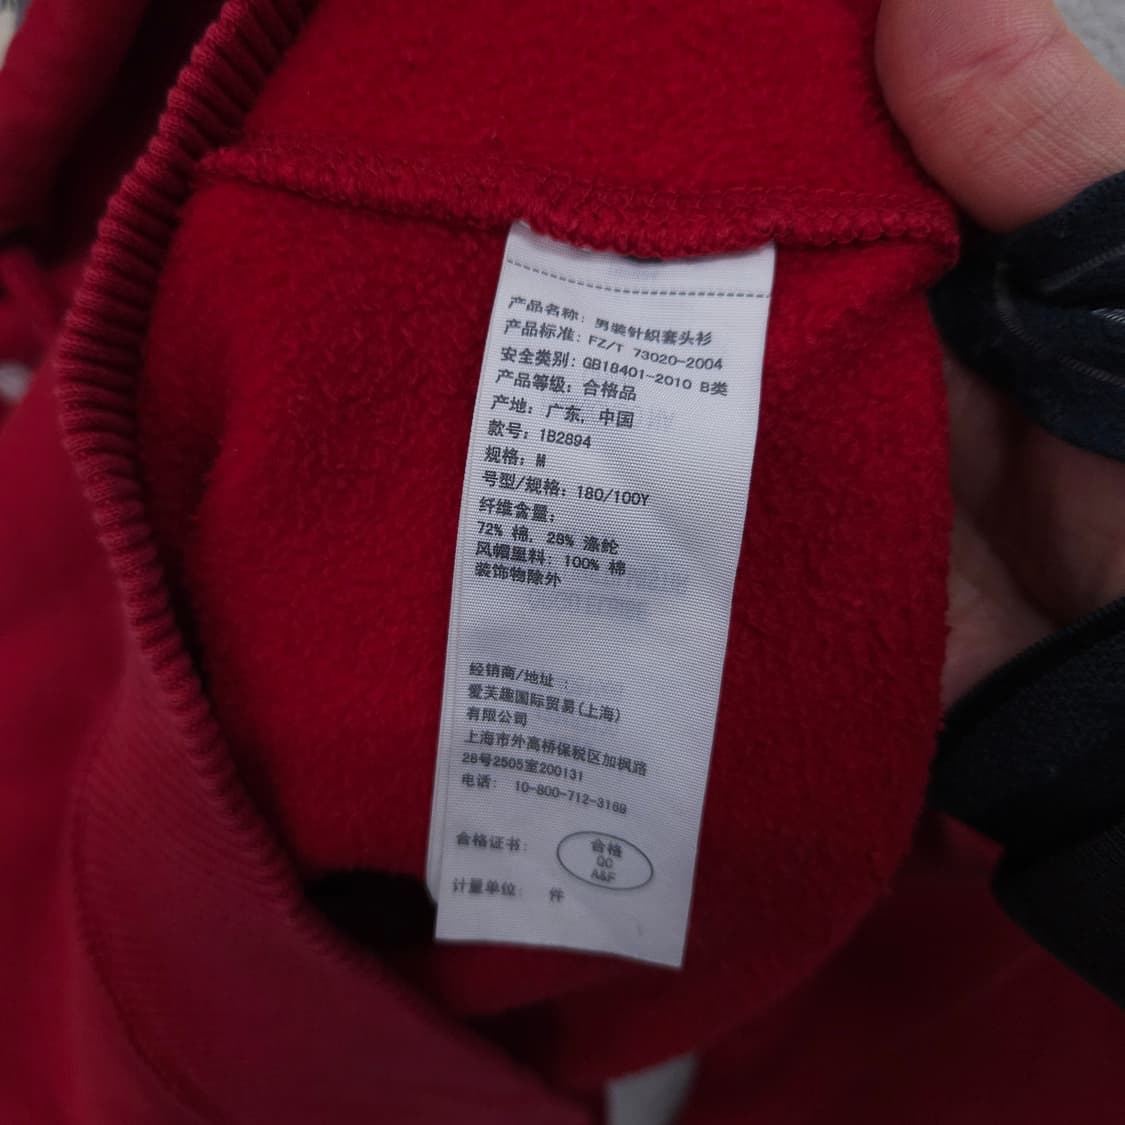 产品名称: 男装针织套头衫
产品标准: FZ/T 73020-2004
安全类别: GB18401-2010 B类
产品等级: 合格品
产地: 广东, 中国
款号: 1B2894
规格: M
号型/规格: 180/100Y
纤维含量:
72% 棉, 28% 涤纶
风帽里料: 100% 棉
装饰物除外
经销商/地址 :
爱芙趣国际贸易(上海)
有限公司
上海市外高桥保税区加枫路
28号2505室200131
电话: 10-800-712-3169
合格证书: 合格
QC
A&F
计量单位: 件